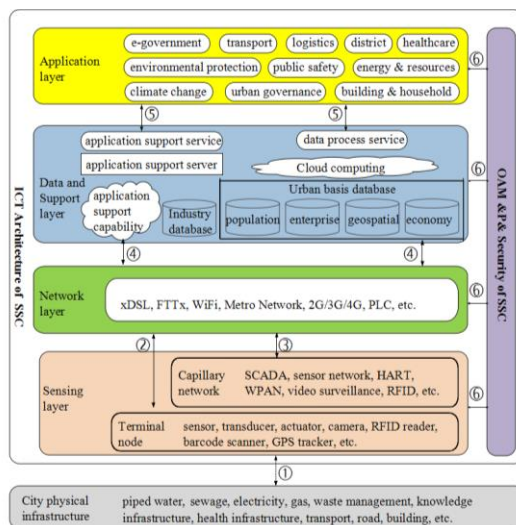 ICT Architecture of SSC
OAM &P& Security of SSC
Application layer
e-government transport logistics district healthcare
environmental protection public safety energy & resources
climate change urban governance building & household
⑥
⑤ ⑤
Data and Support layer
application support service data process service
application support server Cloud computing
⑥
application support capability
Industry database
Urban basis database
population enterprise geospatial economy
④ ④
Network layer
xDSL, FTTx, WiFi, Metro Network, 2G/3G/4G, PLC, etc.
⑥
② ③
Sensing layer
Capillary network
SCADA, sensor network, HART,
WPAN, video surveillance, RFID, etc.
⑥
Terminal node
sensor, transducer, actuator, camera, RFID reader,
barcode scanner, GPS tracker, etc.
①
City physical infrastructure
piped water, sewage, electricity, gas, waste management, knowledge
infrastructure, health infrastructure, transport, road, building, etc.